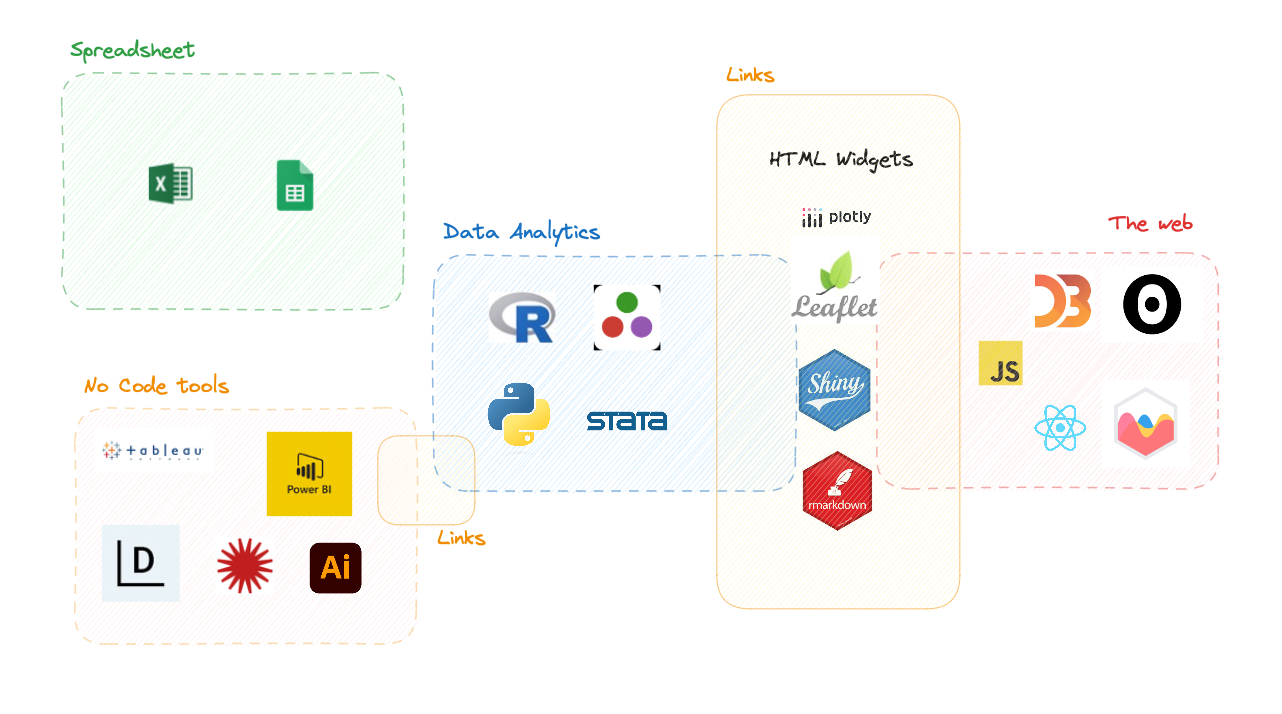 Spreadsheet
X
Links
HTML Widgets
plotly
Leaflet
Shiny
rmarkdown
Data Analytics
R
STATA
The web
D3
JS
No Code tools
+ a b l e a u
S O F T W A R E
Power BI
D
Ai
Links